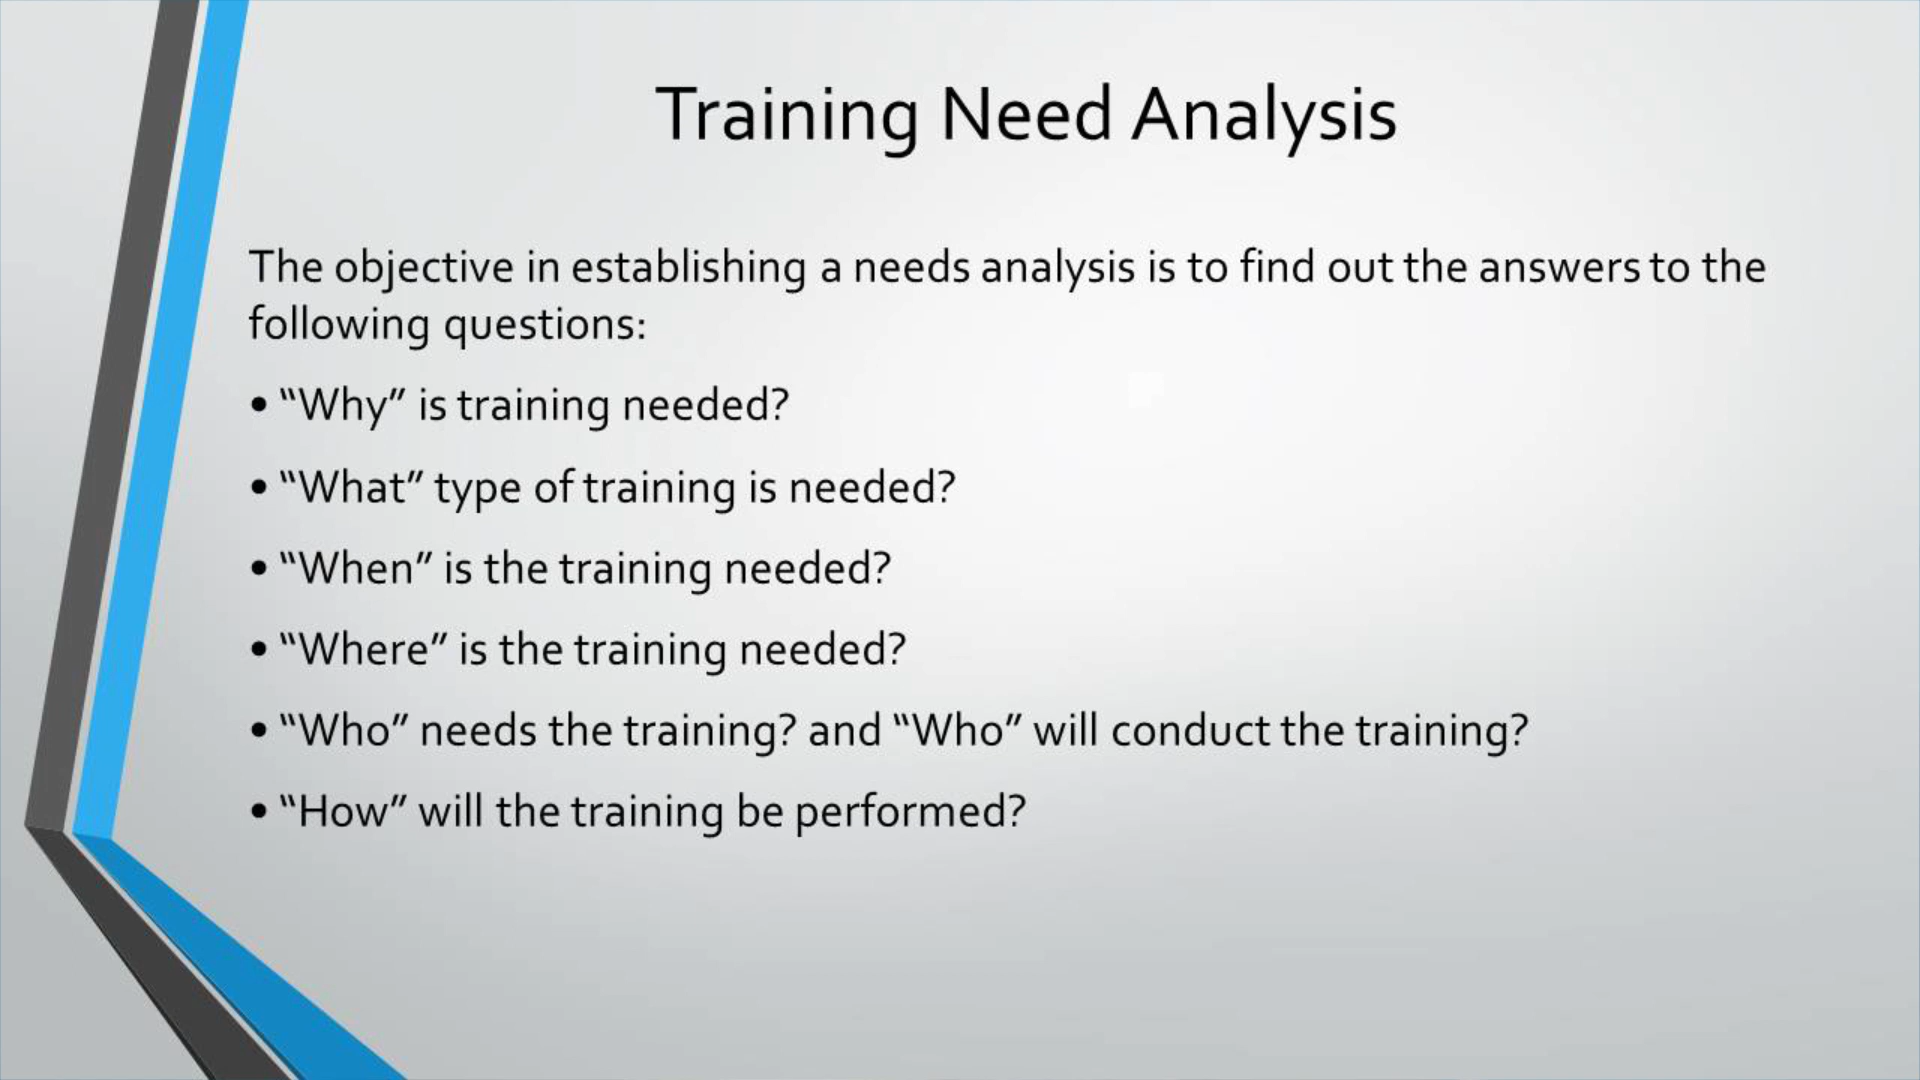 Training Need Analysis
The objective in establishing a needs analysis is to find out the answers to the
following questions:
• “Why” is training needed?
• “What” type of training is needed?
• “When” is the training needed?
• “Where” is the training needed?
• “Who” needs the training? and “Who” will conduct the training?
• “How” will the training be performed?